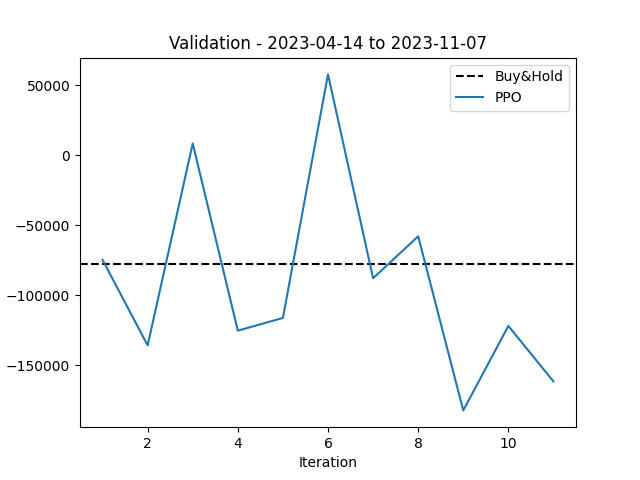 Validation - 2023-04-14 to 2023-11-07
Buy&Hold
PPO
50000
0
−50000
−100000
−150000
2 4 6 8 10
Iteration